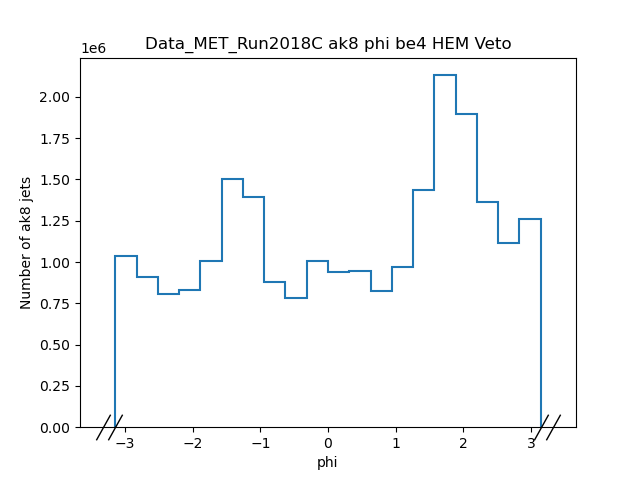 Data_MET_Run2018C ak8 phi be4 HEM Veto
1e6
2.00
1.75
1.50
1.25
1.00
0.75
0.50
0.25
0.00
Number of ak8 jets
−3 −2 −1 0 1 2 3
phi